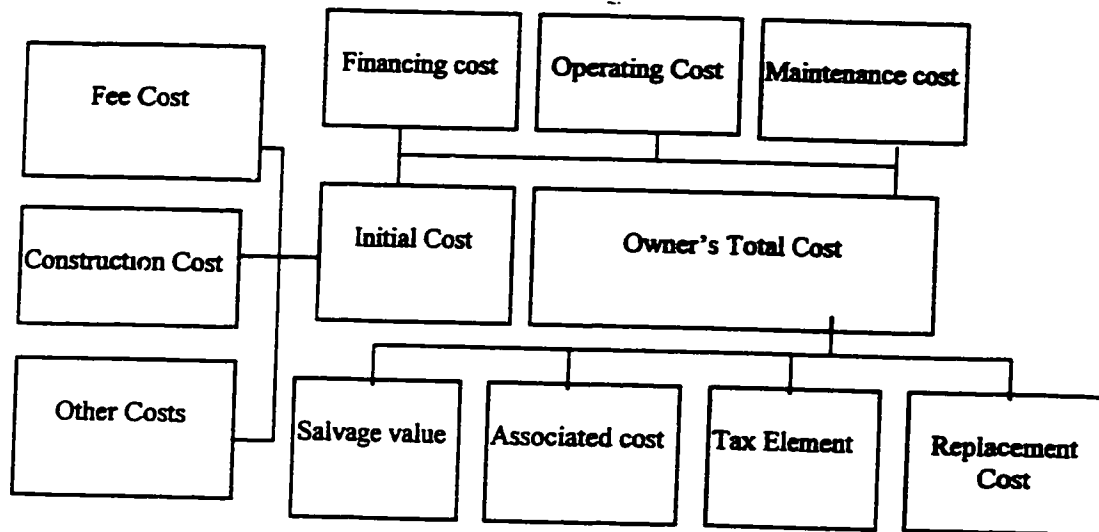 Financing cost
Operating Cost
Maintenance cost
Fee Cost
Initial Cost
Owner's Total Cost
Construction Cost
Other Costs
Salvage value
Associated cost
Tax Element
Replacement
Cost